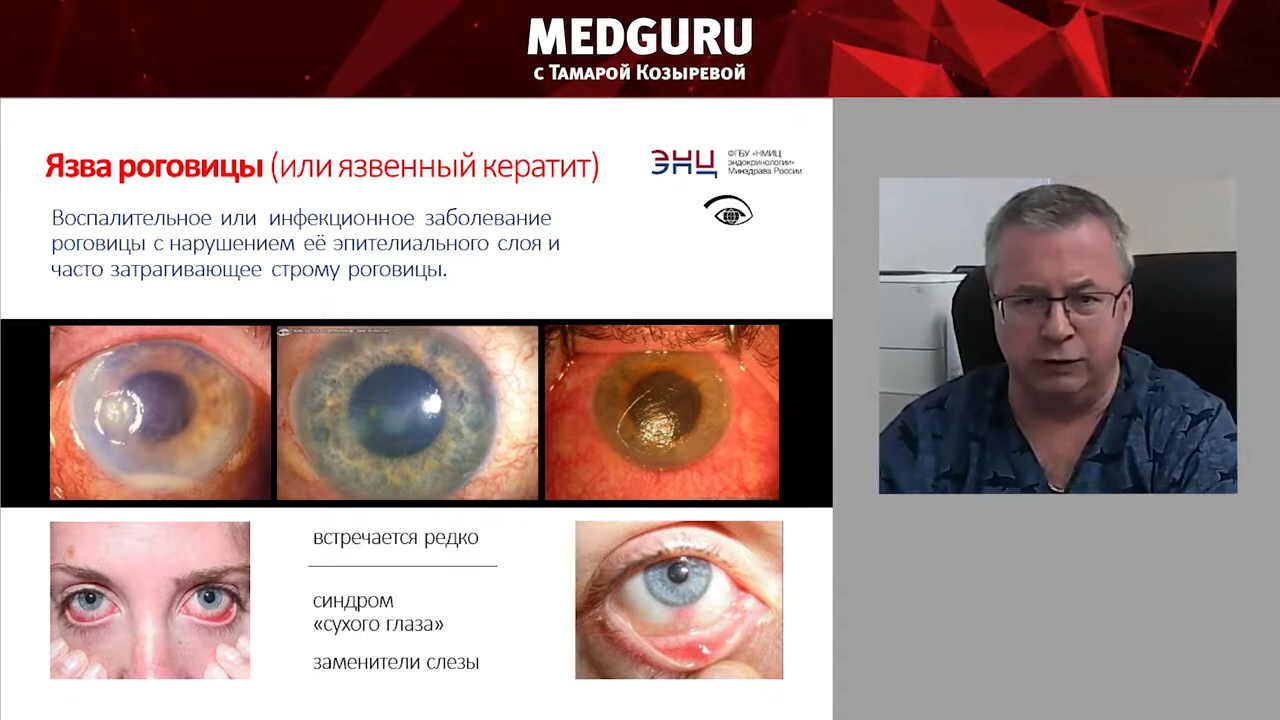 MEDGURU
с Тамарой Козыревой
Язва роговицы (или язвенный кератит)
ЭНЦ
ФГБУ «НМИЦ
эндокринологии»
Минздрава России
Воспалительное или инфекционное заболевание
роговицы с нарушением её эпителиального слоя и
часто затрагивающее строму роговицы.
встречается редко
синдром
«сухого глаза»
заменители слезы